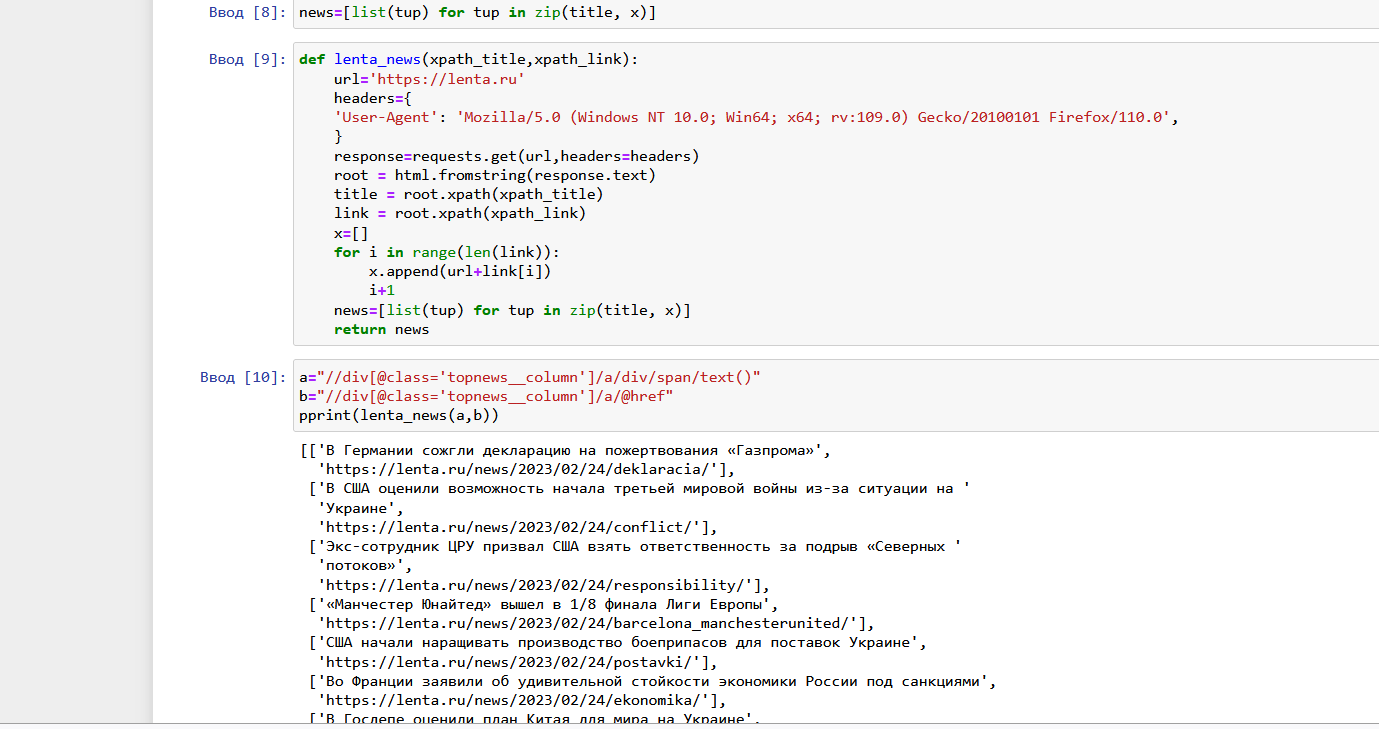 Ввод [8]: news=[list(tup) for tup in zip(title, x)]
Ввод [9]: def lenta_news(xpath_title,xpath_link):
    url='https://lenta.ru'
    headers={
    'User-Agent': 'Mozilla/5.0 (Windows NT 10.0; Win64; x64; rv:109.0) Gecko/20100101 Firefox/110.0',
    }
    response=requests.get(url,headers=headers)
    root = html.fromstring(response.text)
    title = root.xpath(xpath_title)
    link = root.xpath(xpath_link)
    x=[]
    for i in range(len(link)):
        x.append(url+link[i])
        i+1
    news=[list(tup) for tup in zip(title, x)]
    return news
Ввод [10]: a="//div[@class='topnews__column']/a/div/span/text()"
b="//div[@class='topnews__column']/a/@href"
pprint(lenta_news(a,b))
[['В Германии сожгли декларацию на пожертвования «Газпрома»',
  'https://lenta.ru/news/2023/02/24/deklaracia/'],
 ['В США оценили возможность начала третьей мировой войны из-за ситуации на '
  'Украине',
  'https://lenta.ru/news/2023/02/24/conflict/'],
 ['Экс-сотрудник ЦРУ призвал США взять ответственность за подрыв «Северных '
  'потоков»',
  'https://lenta.ru/news/2023/02/24/responsibility/'],
 ['«Манчестер Юнайтед» вышел в 1/8 финала Лиги Европы',
  'https://lenta.ru/news/2023/02/24/barcelona_manchesterunited/'],
 ['США начали наращивать производство боеприпасов для поставок Украине',
  'https://lenta.ru/news/2023/02/24/postavki/'],
 ['Во Франции заявили об удивительной стойкости экономики России под санкциями',
  'https://lenta.ru/news/2023/02/24/ekonomika/'],
 ['В Госдепе оценили план Китая для мира на Украине',